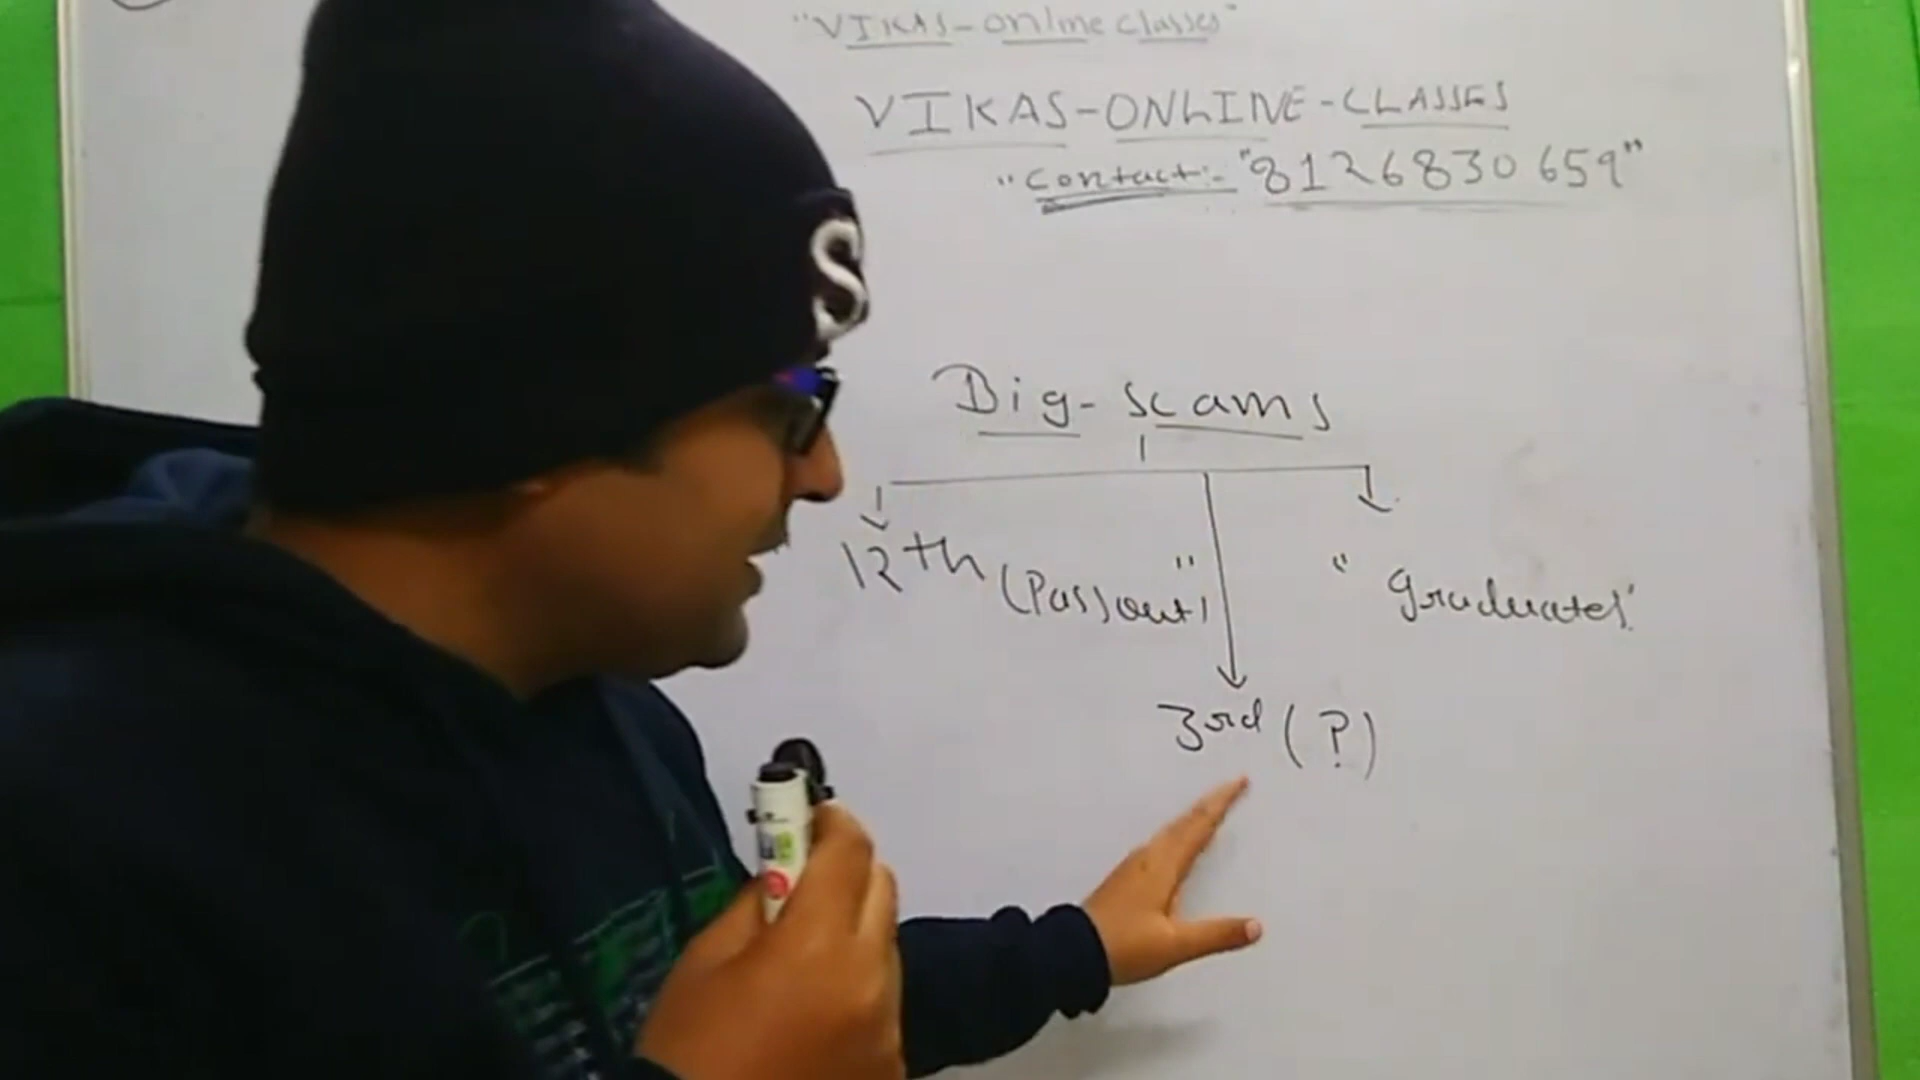 "VIKAS-online classes"
VIKAS-ONLINE-CLASSES
"Contact:- "8126830659"
Big-scams
12th (Passout) "
" graduates"
3rd (?)
S